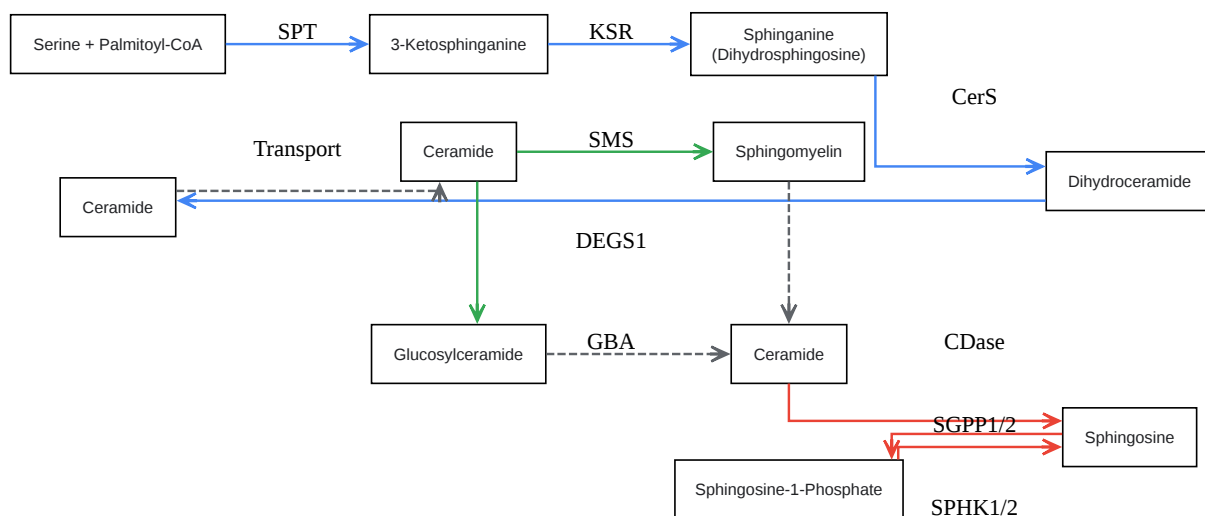 Serine + Palmitoyl-CoA
SPT
3-Ketosphinganine
KSR
Sphinganine
(Dihydrosphingosine)
CerS
Transport
Ceramide
SMS
Sphingomyelin
Dihydroceramide
Ceramide
DEGS1
Glucosylceramide
GBA
Ceramide
CDase
SGPP1/2
Sphingosine
Sphingosine-1-Phosphate
SPHK1/2